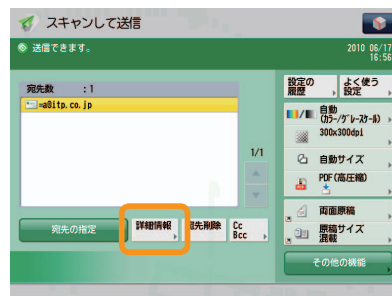 スキャンして送信
送信できます。
2010 06/17
16:56
宛先数 :1
=a@itp.co.jp
1/1
宛先の指定
詳細情報
宛先削除
Cc
Bcc
設定の
履歴
よく使う
設定
自動
(カラー/グレースケール)
300x300dpi
自動サイズ
PDF(高圧縮)
両面原稿
原稿サイズ
混載
その他の機能